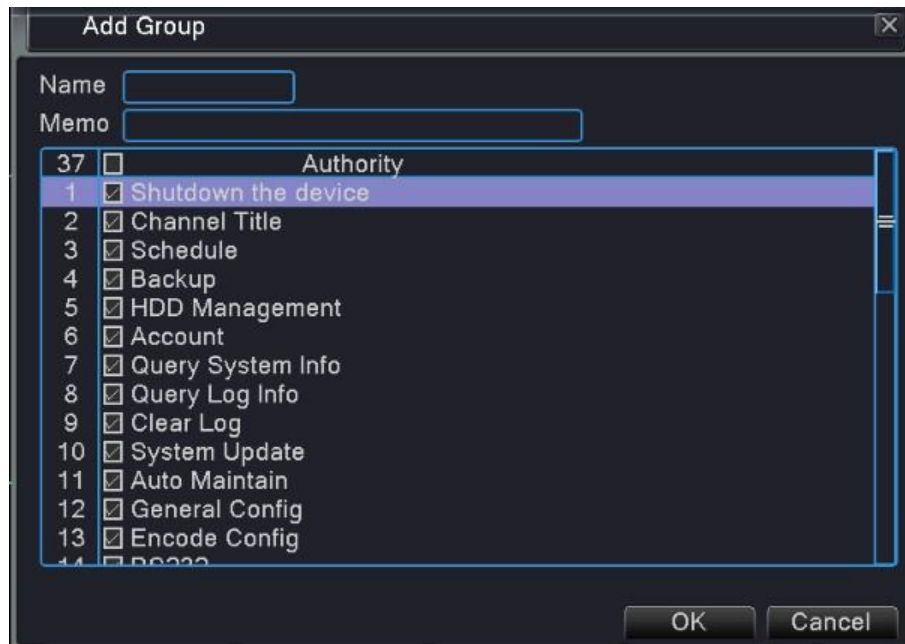 Add Group
Name
Memo
37 Authority
1 Shutdown the device
2 Channel Title
3 Schedule
4 Backup
5 HDD Management
6 Account
7 Query System Info
8 Query Log Info
9 Clear Log
10 System Update
11 Auto Maintain
12 General Config
13 Encode Config
14 RS232
OK Cancel